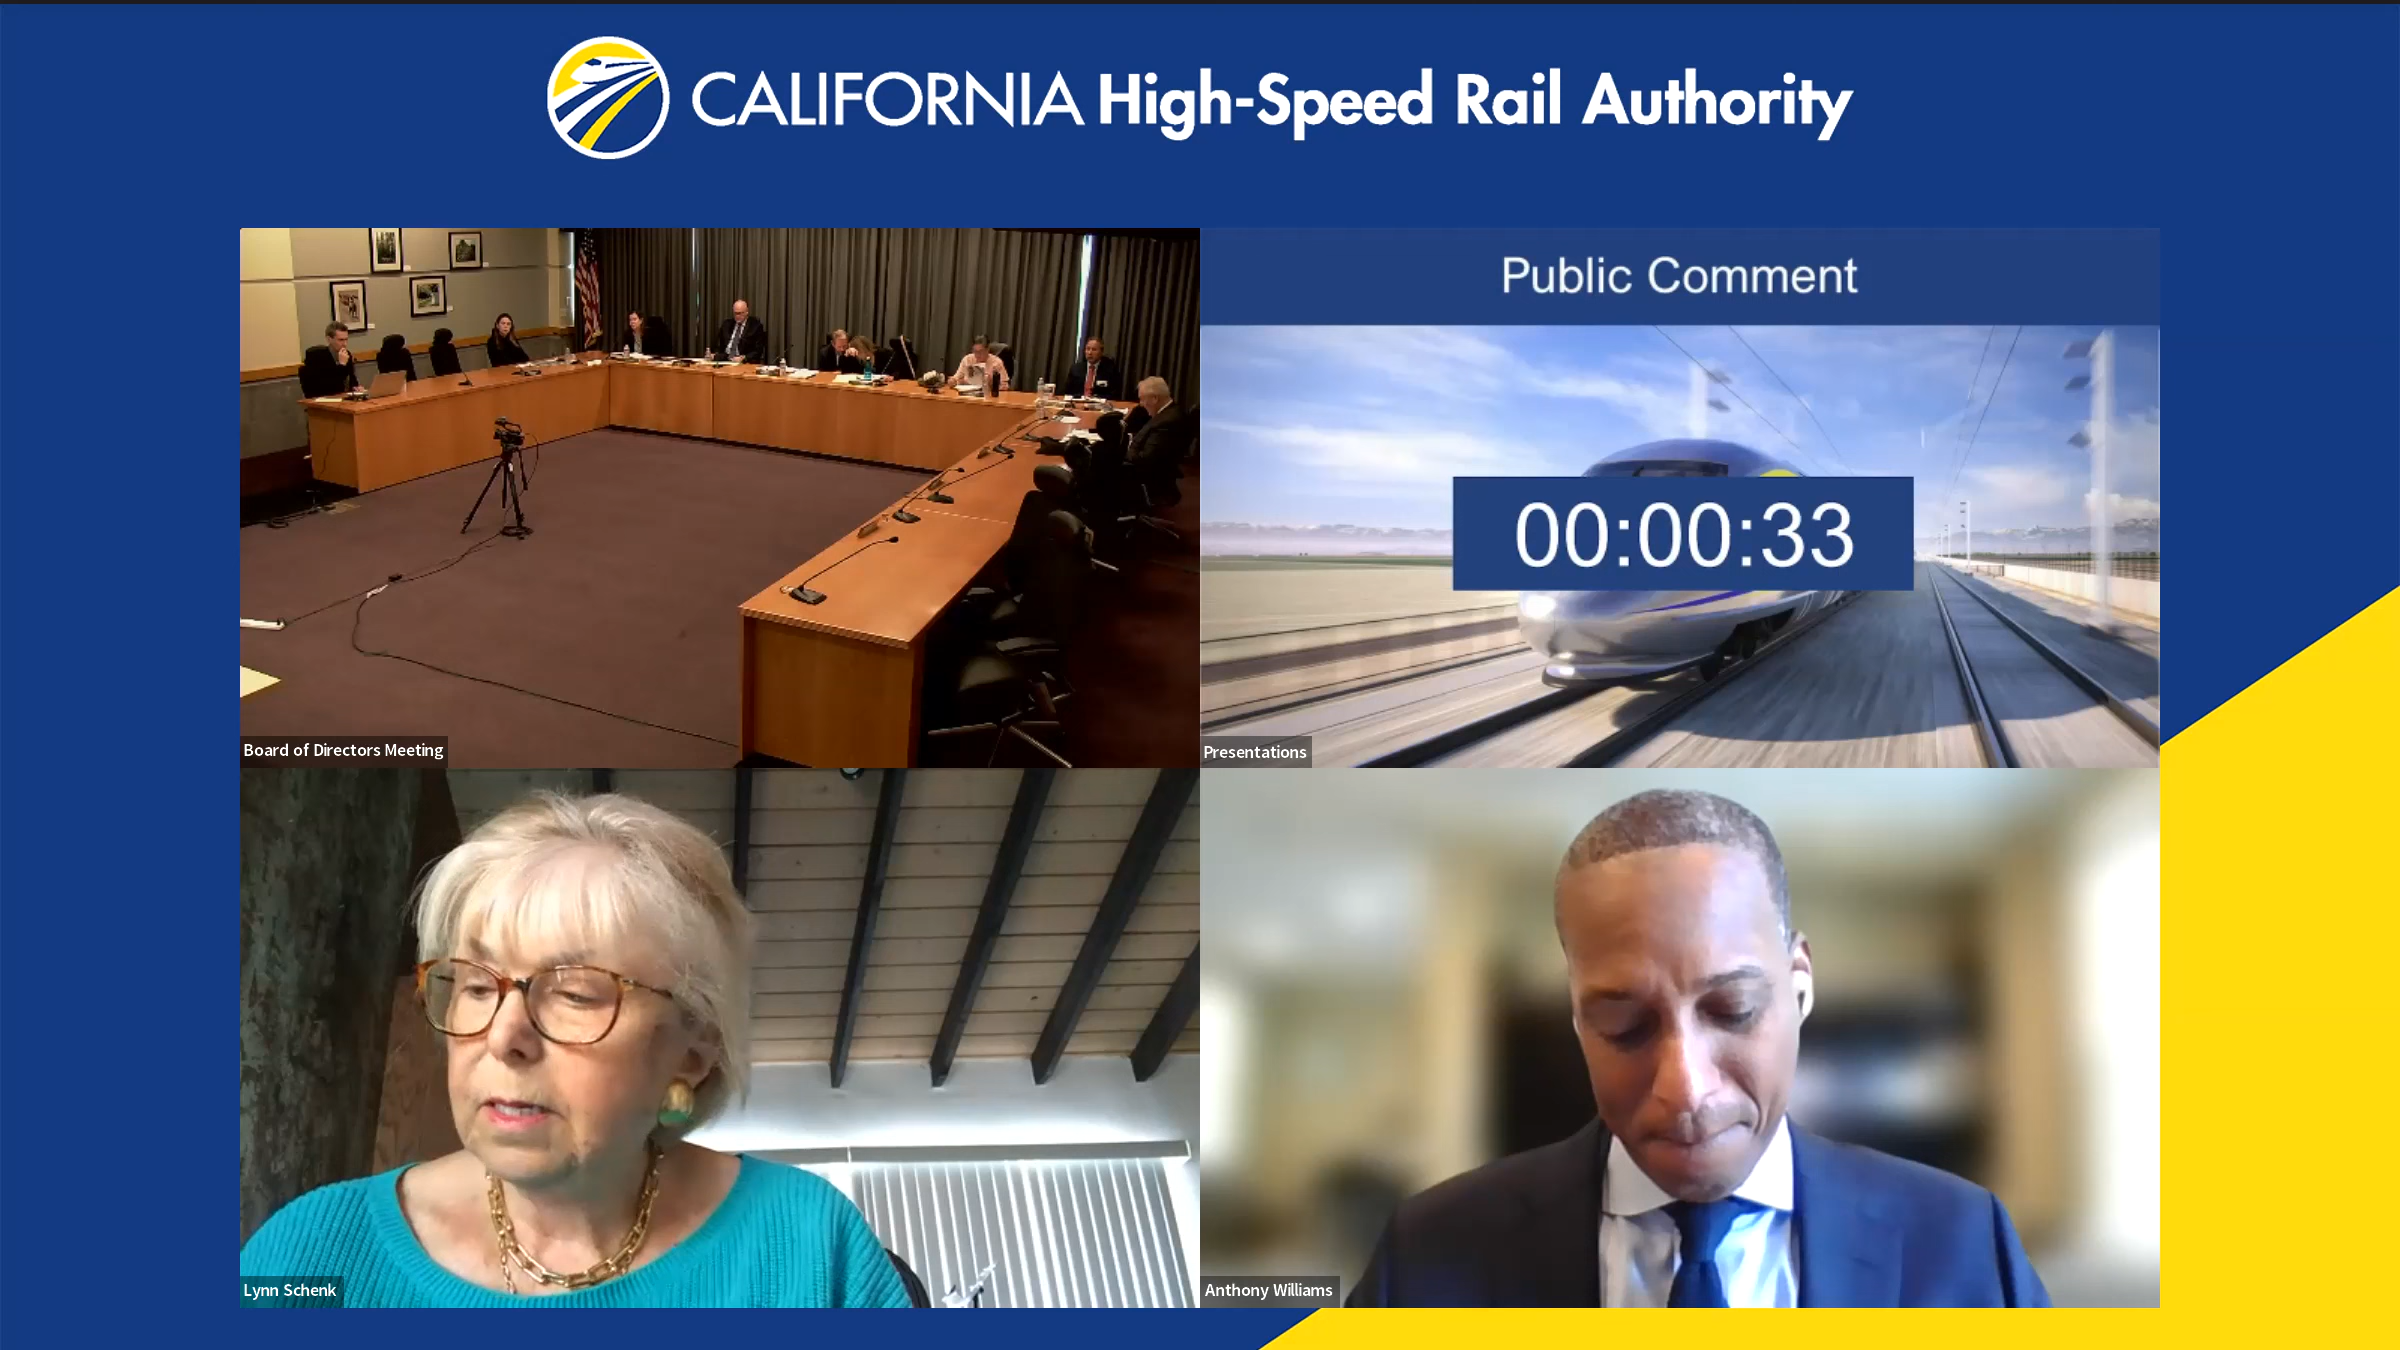 CALIFORNIA High-Speed Rail Authority
Public Comment
00:00:33
Board of Directors Meeting
Presentations
Lynn Schenk
Anthony Williams